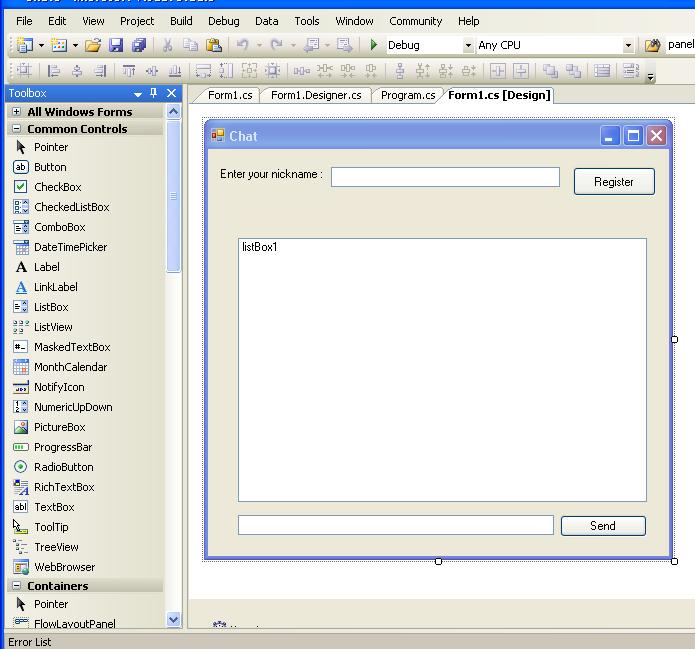 File Edit View Project Build Debug Data Tools Window Community Help
Debug Any CPU panel
Toolbox
Form1.cs Form1.Designer.cs Program.cs Form1.cs [Design]
All Windows Forms
Common Controls
Pointer
Button
CheckBox
CheckedListBox
ComboBox
DateTimePicker
Label
LinkLabel
ListBox
ListView
MaskedTextBox
MonthCalendar
NotifyIcon
NumericUpDown
PictureBox
ProgressBar
RadioButton
RichTextBox
TextBox
ToolTip
TreeView
WebBrowser
Containers
Pointer
FlowLayoutPanel
Chat
Enter your nickname :
Register
listBox1
Send
Error List